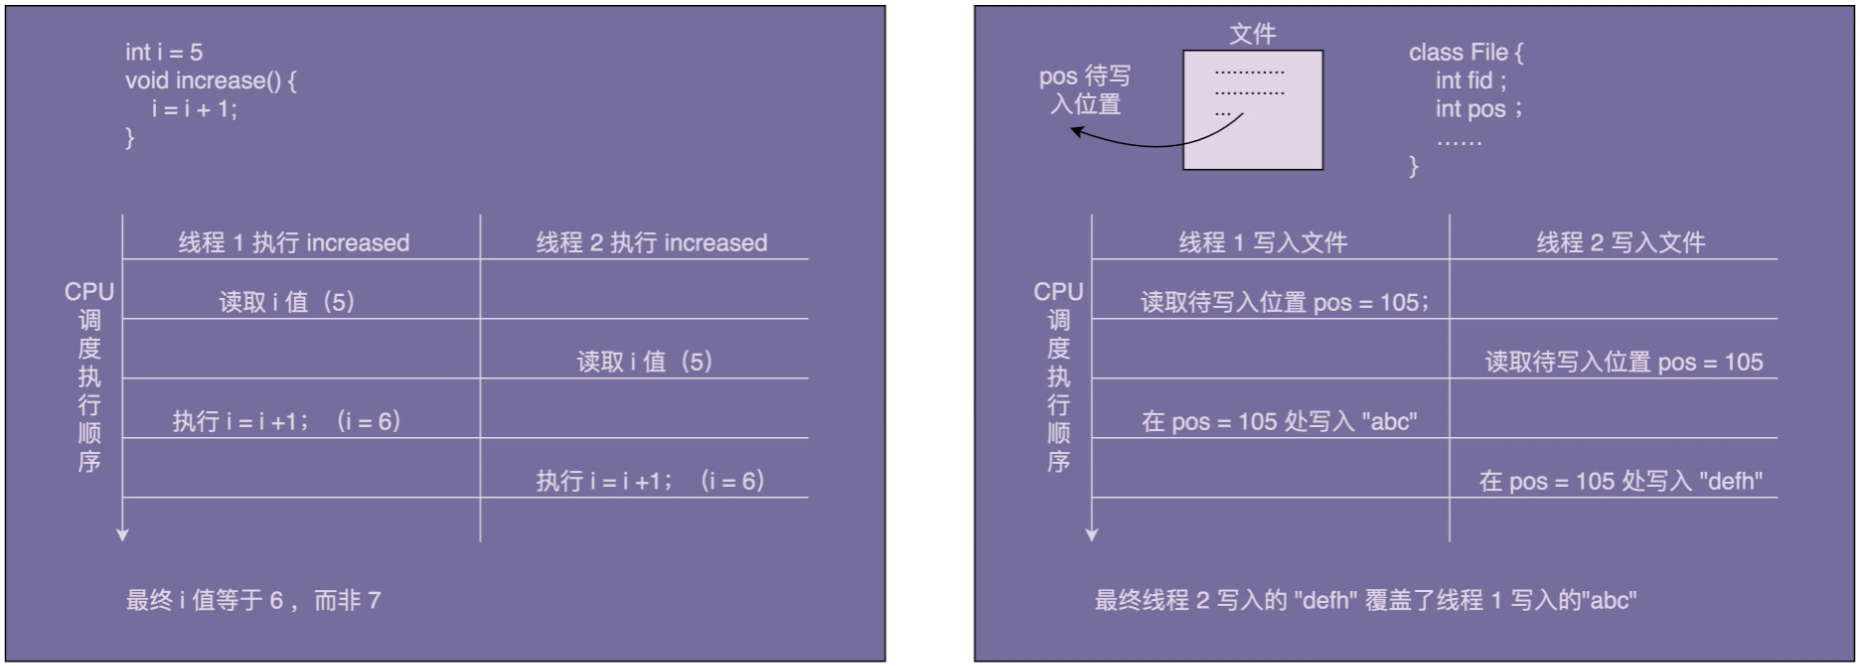 int i = 5
void increase() {
i = i + 1;
}
线程 1 执行 increased
线程 2 执行 increased
CPU
调
度
执
行
顺
序
读取 i 值（5）
读取 i 值（5）
执行 i = i +1； （i = 6）
执行 i = i +1； （i = 6）
最终 i 值等于 6 ，而非 7
文件
pos 待写
入位置
............
............
...
class File {
int fid ;
int pos ；
……
}
线程 1 写入文件
线程 2 写入文件
CPU
调
度
执
行
顺
序
读取待写入位置 pos = 105；
读取待写入位置 pos = 105
在 pos = 105 处写入 "abc"
在 pos = 105 处写入 "defh"
最终线程 2 写入的 "defh" 覆盖了线程 1 写入的"abc"